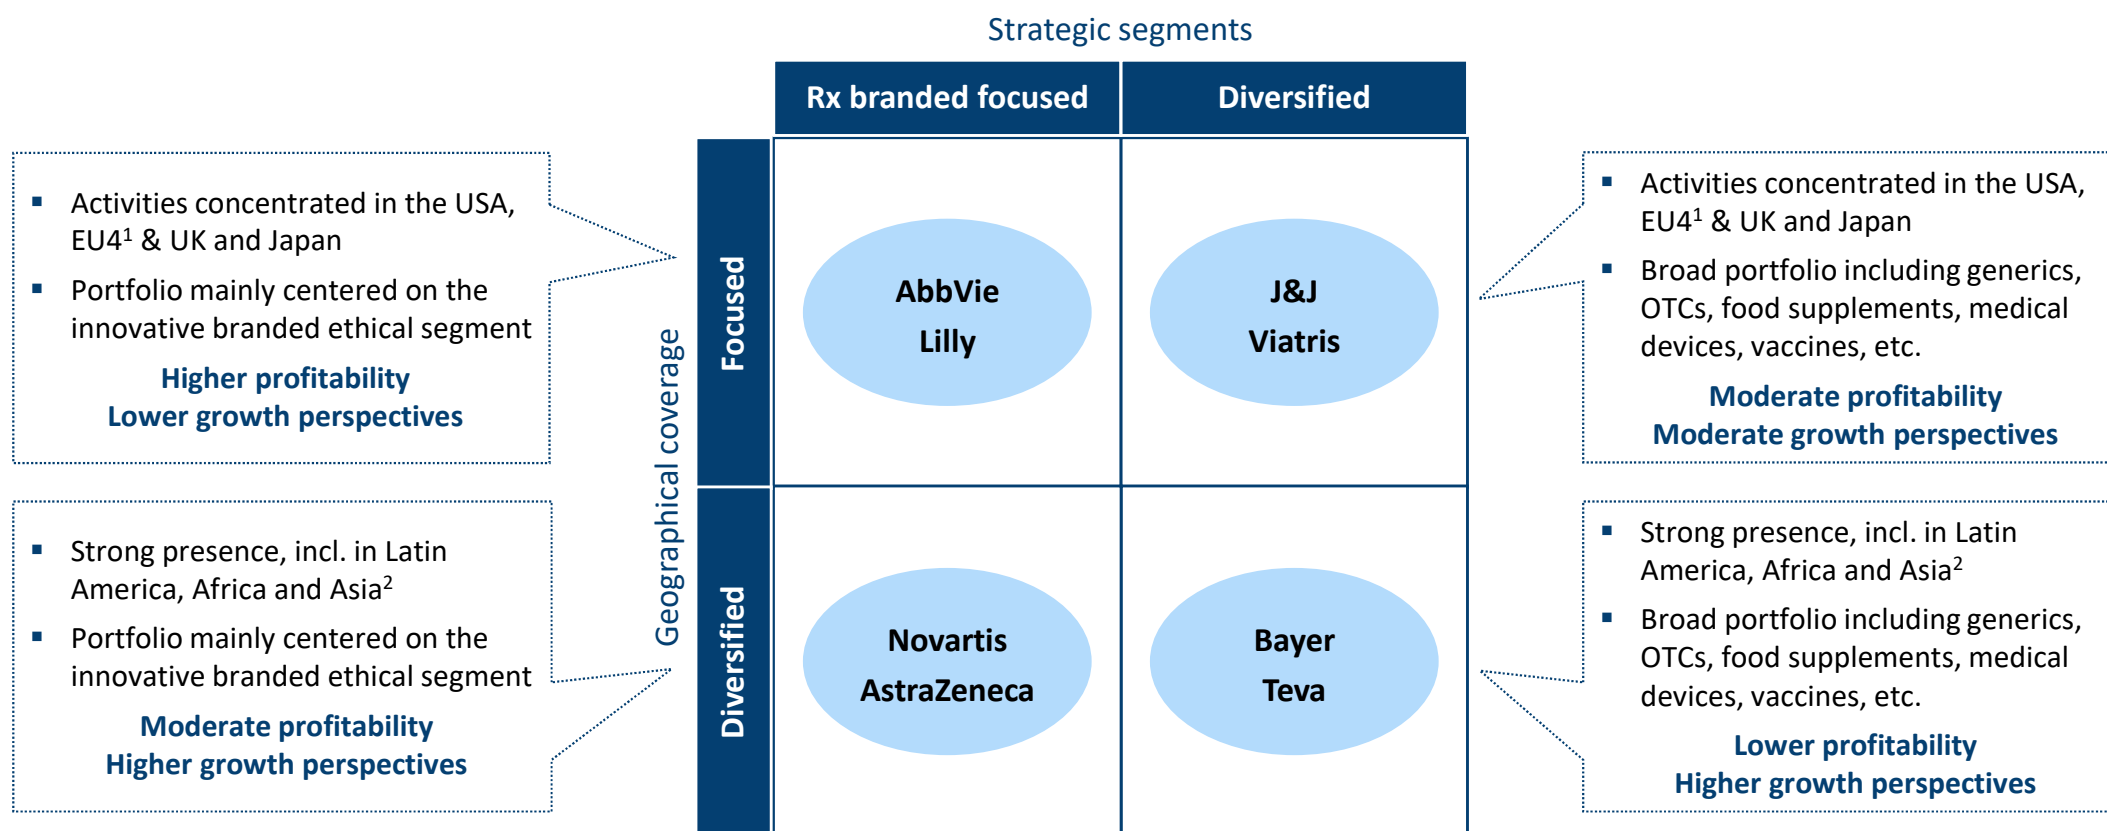 Strategic segments
Rx branded focused
Diversified
Geographical coverage
Focused
Diversified
▪ Activities concentrated in the USA,
EU4¹ & UK and Japan
▪ Portfolio mainly centered on the
innovative branded ethical segment
Higher profitability
Lower growth perspectives
AbbVie
Lilly
J&J
Viatris
▪ Activities concentrated in the USA,
EU4¹ & UK and Japan
▪ Broad portfolio including generics,
OTCs, food supplements, medical
devices, vaccines, etc.
Moderate profitability
Moderate growth perspectives
▪ Strong presence, incl. in Latin
America, Africa and Asia²
▪ Portfolio mainly centered on the
innovative branded ethical segment
Moderate profitability
Higher growth perspectives
Novartis
AstraZeneca
Bayer
Teva
▪ Strong presence, incl. in Latin
America, Africa and Asia²
▪ Broad portfolio including generics,
OTCs, food supplements, medical
devices, vaccines, etc.
Lower profitability
Higher growth perspectives